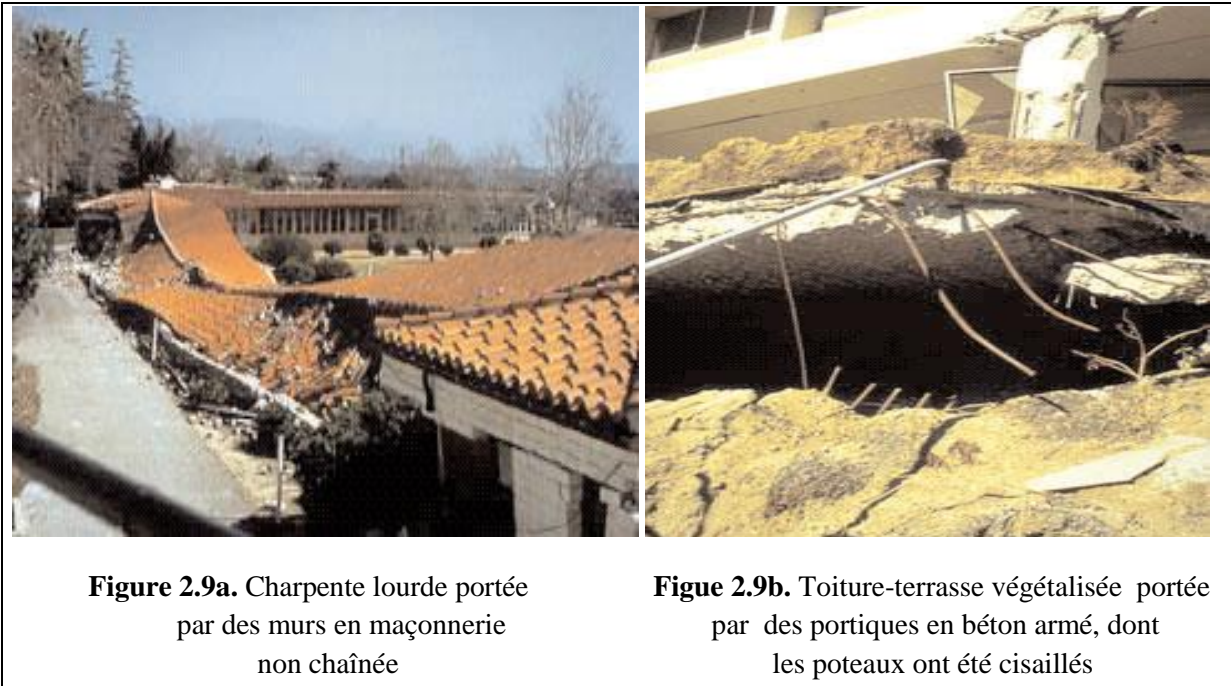 Figure 2.9a. Charpente lourde portée
par des murs en maçonnerie
non chaînée
Figue 2.9b. Toiture-terrasse végétalisée portée
par des portiques en béton armé, dont
les poteaux ont été cisaillés